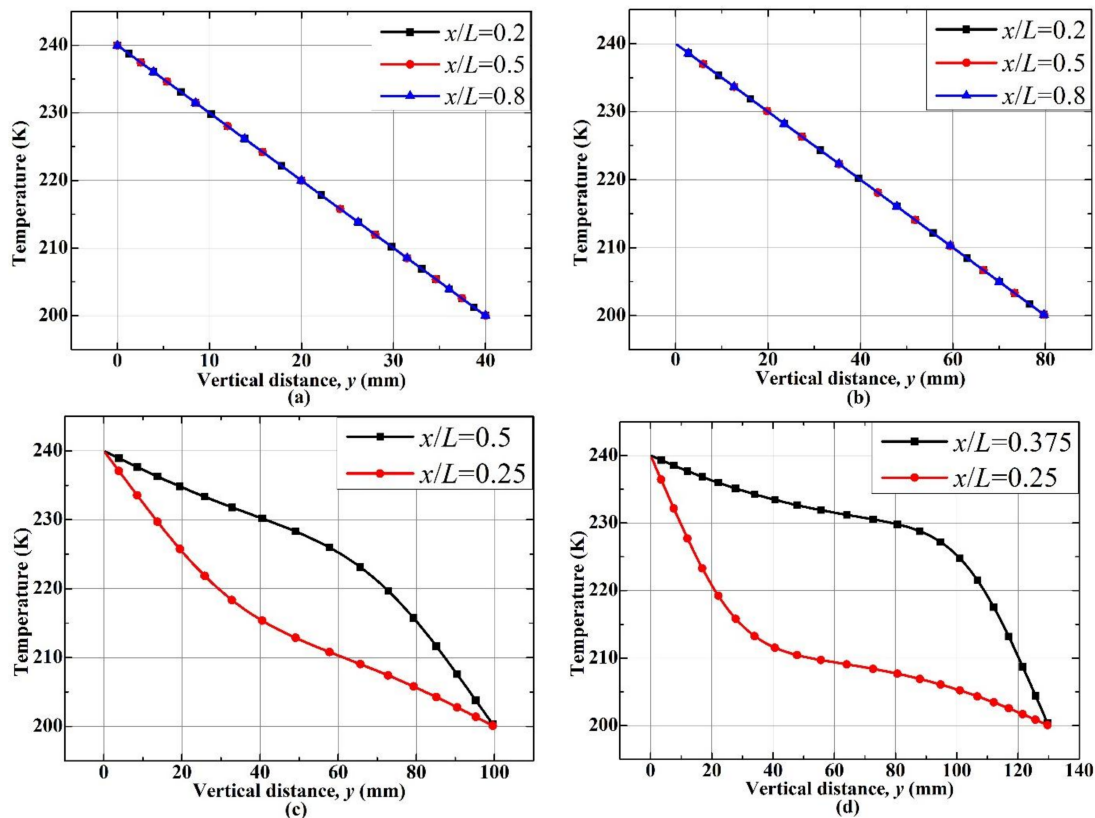 x/L=0.2
x/L=0.5
x/L=0.8
240
230
220
210
200
Temperature (K)
0 10 20 30 40
Vertical distance, y (mm)
(a)
x/L=0.2
x/L=0.5
x/L=0.8
240
230
220
210
200
Temperature (K)
0 20 40 60 80
Vertical distance, y (mm)
(b)
x/L=0.5
x/L=0.25
240
230
220
210
200
Temperature (K)
0 20 40 60 80 100
Vertical distance, y (mm)
(c)
x/L=0.375
x/L=0.25
240
230
220
210
200
Temperature (K)
0 20 40 60 80 100 120 140
Vertical distance, y (mm)
(d)